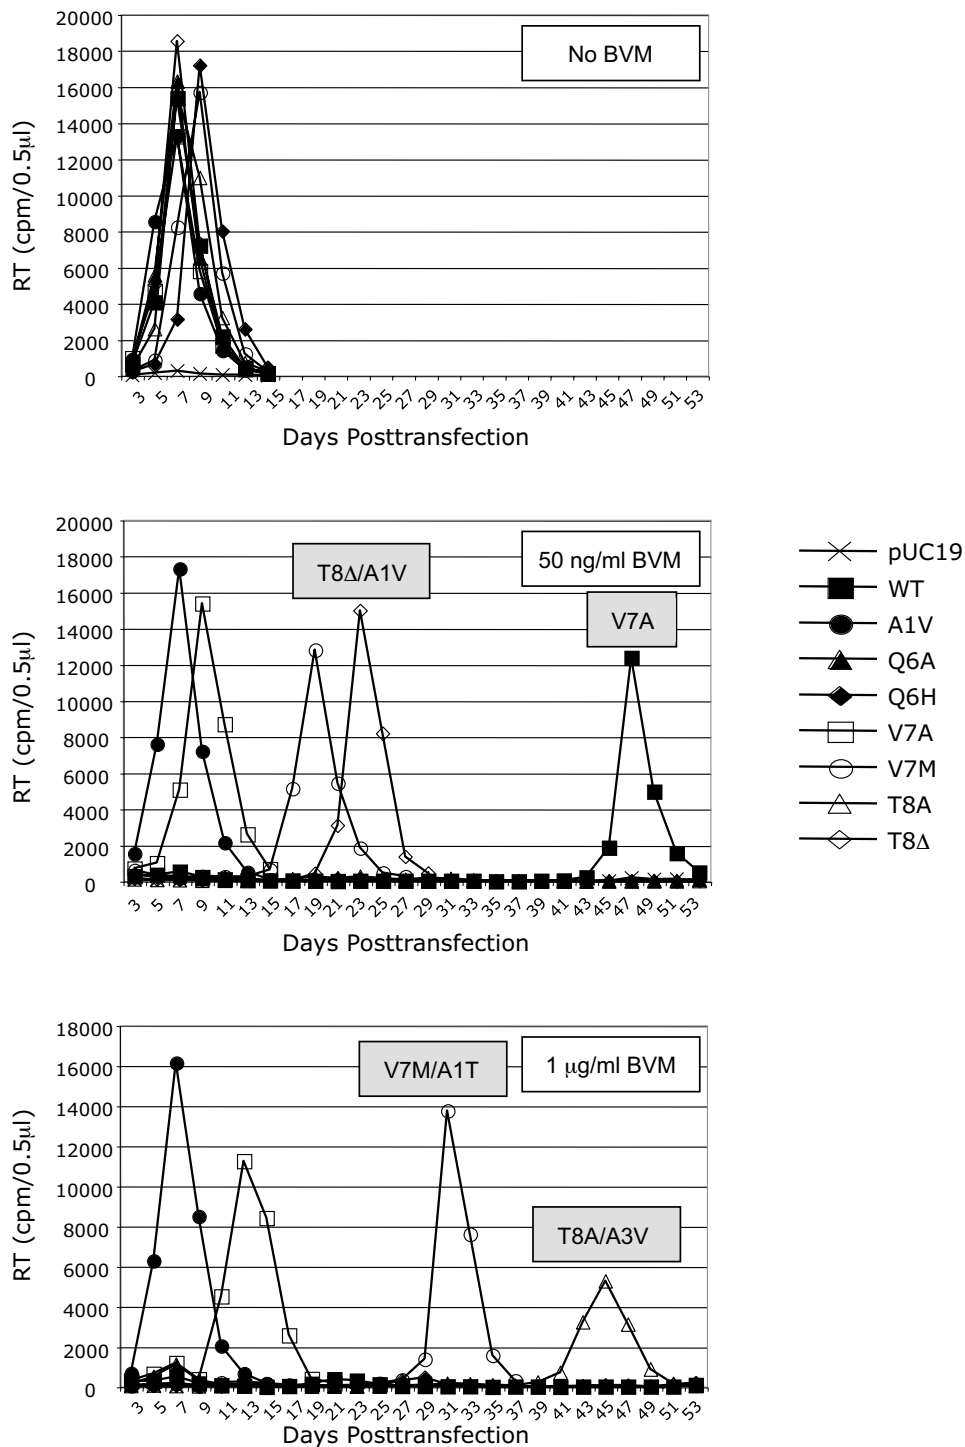 No BVM
RT (cpm/0.5µl)
20000
18000
16000
14000
12000
10000
8000
6000
4000
2000
0
3 5 7 9 11 13 15 17 19 21 23 25 27 29 31 33 35 37 39 41 43 45 47 49 51 53
Days Posttransfection
50 ng/ml BVM
T8Δ/A1V
V7A
RT (cpm/0.5µl)
20000
18000
16000
14000
12000
10000
8000
6000
4000
2000
0
3 5 7 9 11 13 15 17 19 21 23 25 27 29 31 33 35 37 39 41 43 45 47 49 51 53
Days Posttransfection
pUC19
WT
A1V
Q6A
Q6H
V7A
V7M
T8A
T8Δ
1 µg/ml BVM
V7M/A1T
T8A/A3V
RT (cpm/0.5µl)
18000
16000
14000
12000
10000
8000
6000
4000
2000
0
3 5 7 9 11 13 15 17 19 21 23 25 27 29 31 33 35 37 39 41 43 45 47 49 51 53
Days Posttransfection